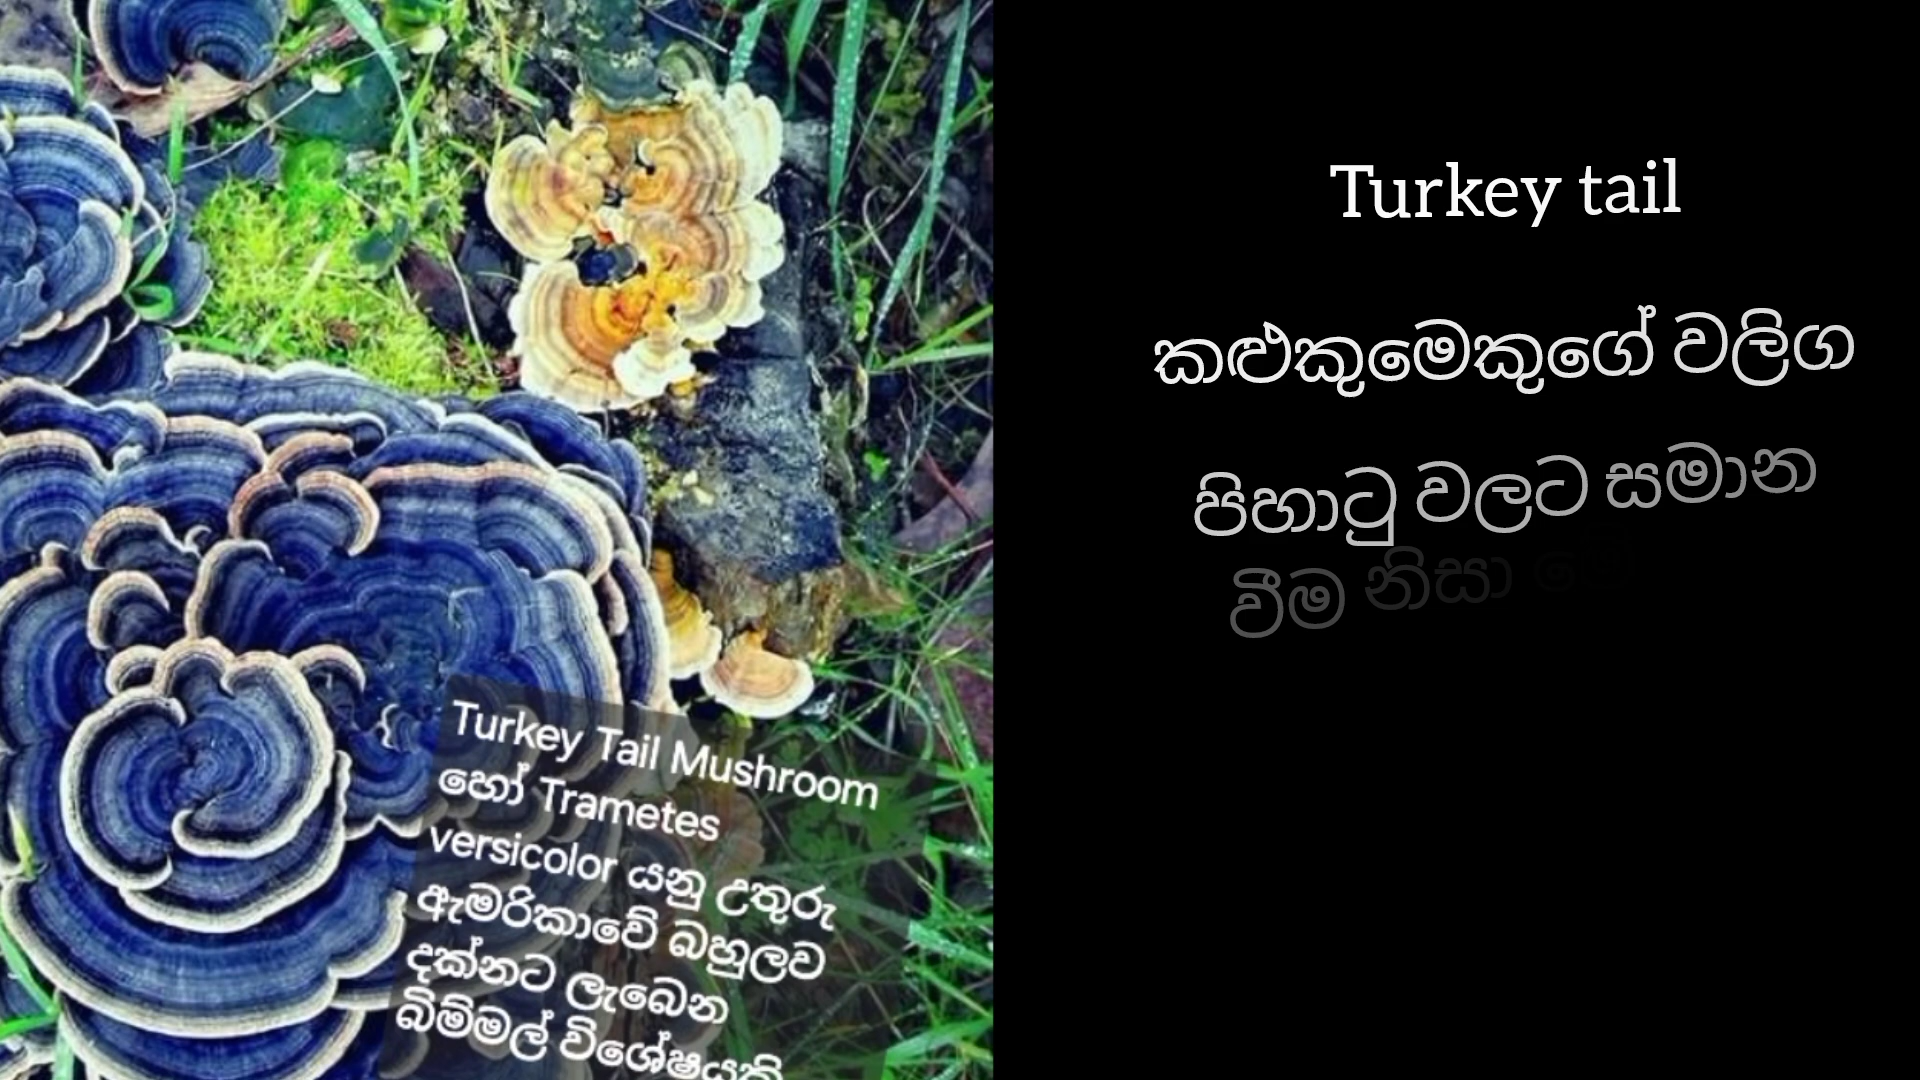 Turkey Tail Mushroom
හෝ Trametes
versicolor යනු උතුරු
ඇමරිකාවේ බහුලව
දක්නට ලැබෙන
බිම්මල් විශේෂයකි
Turkey tail
කළුකුමෙකුගේ වලිග
පිහාටු වලට සමාන
වීම නිසා මේ